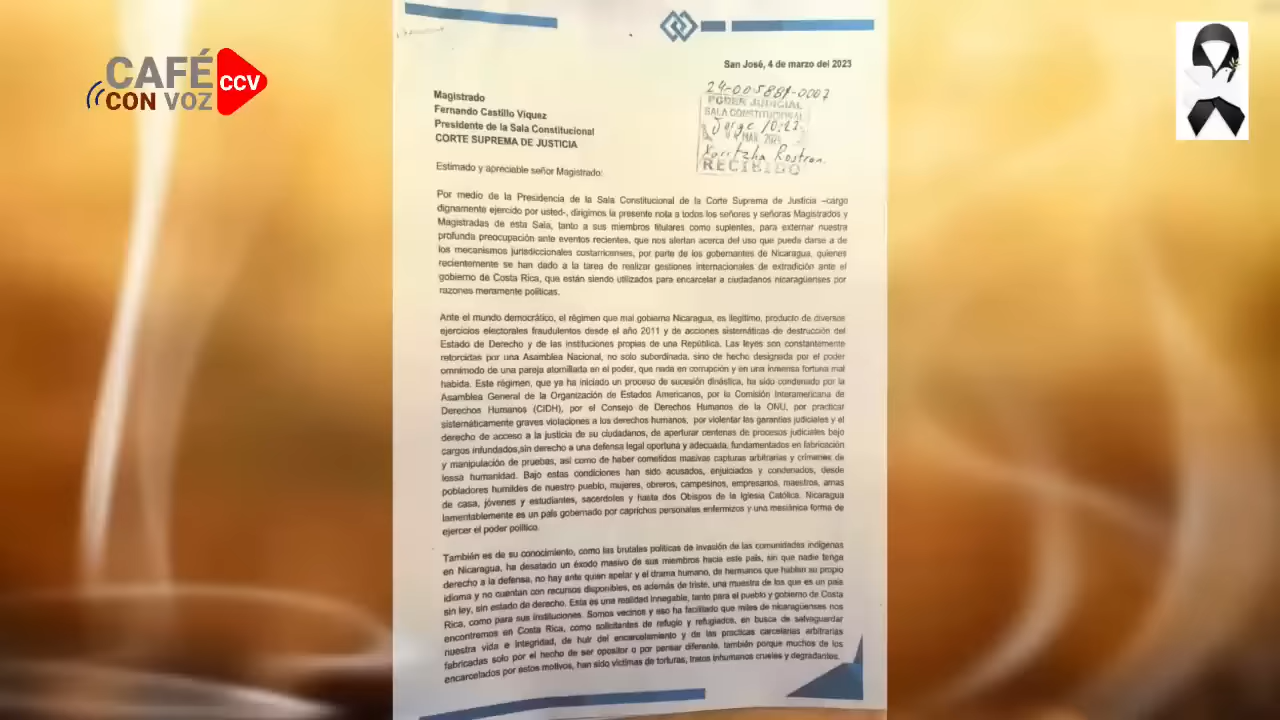 CAFÉ
CON VOZ
CCV
San José, 4 de marzo del 2023
24-005881-0007
PODER JUDICIAL
SALA CONSTITUCIONAL
Jorge 10:22
RECIBIDO
Magistrado
Fernando Castillo Víquez
Presidente de la Sala Constitucional
CORTE SUPREMA DE JUSTICIA
Estimado y apreciable señor Magistrado:
Por medio de la Presidencia de la Sala Constitucional de la Corte Suprema de Justicia –cargo
dignamente ejercido por usted-, dirigimos la presente nota a todos los señores y señoras Magistrados y
Magistradas de esta Sala, tanto a sus miembros titulares como suplentes, para externar nuestra
profunda preocupación ante eventos recientes, que nos alertan acerca del uso que pueda darse a de
los mecanismos jurisdiccionales costarricenses, por parte de los gobernantes de Nicaragua, quienes
recientemente se han dado a la tarea de realizar gestiones internacionales de extradición ante el
gobierno de Costa Rica, que están siendo utilizados para encarcelar a ciudadanos nicaragüenses por
razones meramente políticas.
Ante el mundo democrático, el régimen que mal gobierna Nicaragua, es ilegítimo, producto de diversos
ejercicios electorales fraudulentos desde el año 2011 y de acciones sistemáticas de destrucción del
Estado de Derecho y de las instituciones propias de una República. Las leyes son constantemente
retorcidas por una Asamblea Nacional, no solo subordinada, sino de hecho designada por el poder
omnímodo de una pareja atornillada en el poder, que nada en corrupción y en una inmensa fortuna mal
habida. Este régimen, que ya ha iniciado un proceso de sucesión dinástica, ha sido condenado por la
Asamblea General de la Organización de Estados Americanos, por la Comisión Interamericana de
Derechos Humanos (CIDH), por el Consejo de Derechos Humanos de la ONU, por practicar
sistemáticamente graves violaciones a los derechos humanos, por violentar las garantías judiciales y el
derecho de acceso a la justicia de su ciudadanos, de aperturar centenas de procesos judiciales bajo
cargos infundados,sin derecho a una defensa legal oportuna y adecuada, fundamentados en fabricación
y manipulación de pruebas, así como de haber cometidos masivas capturas arbitrarias y crímenes de
lessa humanidad. Bajo estas condiciones han sido acusados, enjuiciados y condenados, desde
pobladores humildes de nuestro pueblo, mujeres, obreros, campesinos, empresarios, maestros, amas
de casa, jóvenes y estudiantes, sacerdotes y hasta dos Obispos de la Iglesia Católica. Nicaragua
lamentablemente es un país gobernado por caprichos personales enfermizos y una mesiánica forma de
ejercer el poder político.
También es de su conocimiento, como las brutales políticas de invasión de las comunidades indígenas
en Nicaragua, ha desatado un éxodo masivo de sus miembros hacia este país, sin que nadie tenga
derecho a la defensa, no hay ante quien apelar y el drama humano, de hermanos que hablan su propio
idioma y no cuentan con recursos disponibles, es además de triste, una muestra de los que es un país
sin ley, sin estado de derecho. Esta es una realidad innegable, tanto para el pueblo y gobierno de Costa
Rica, como para sus instituciones. Somos vecinos y eso ha facilitado que miles de nicaragüenses nos
encontremos en Costa Rica, como solicitantes de refugio y refugiados, en busca de salvaguardar
nuestra vida e integridad, de huir del encarcelamiento y de las practicas carcelarias arbitrarias
fabricadas solo por el hecho de ser opositor o por pensar diferente, también porque muchos de los
encarcelados por éstos motivos, han sido víctimas de torturas, tratos inhumanos crueles y degradantes.